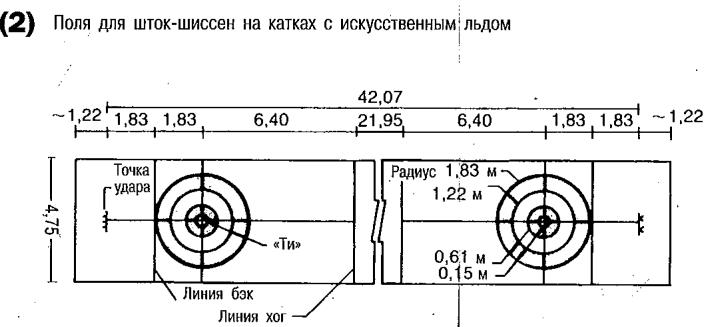 (2) Поля для шток-шиссен на катках с искусственным льдом
42,07
~1,22 1,83 1,83 6,40 21,95 6,40 1,83 1,83 ~1,22
Точка
удара
Радиус 1,83 м
1,22 м
4,75
«Ти»
0,61 м
0,15 м
Линия бэк
Линия хог